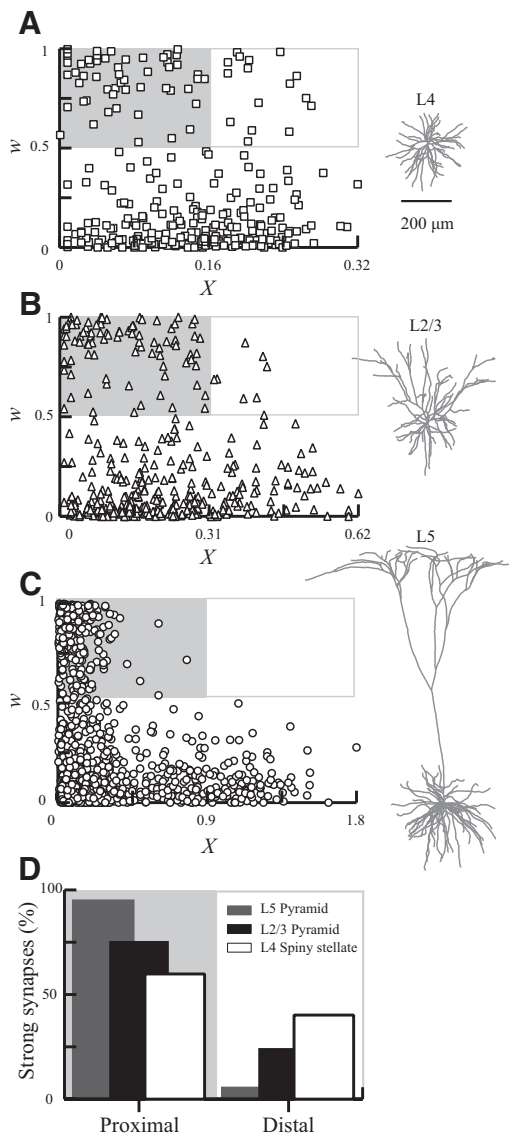 A
1
0.5
0
w
0
0.16
0.32
X
L4
200 μm
B
1
0.5
0
w
0
0.31
0.62
X
L2/3
C
1
0.5
0
w
0
0.9
1.8
X
L5
D
100
50
0
Strong synapses (%)
L5 Pyramid
L2/3 Pyramid
L4 Spiny stellate
Proximal
Distal